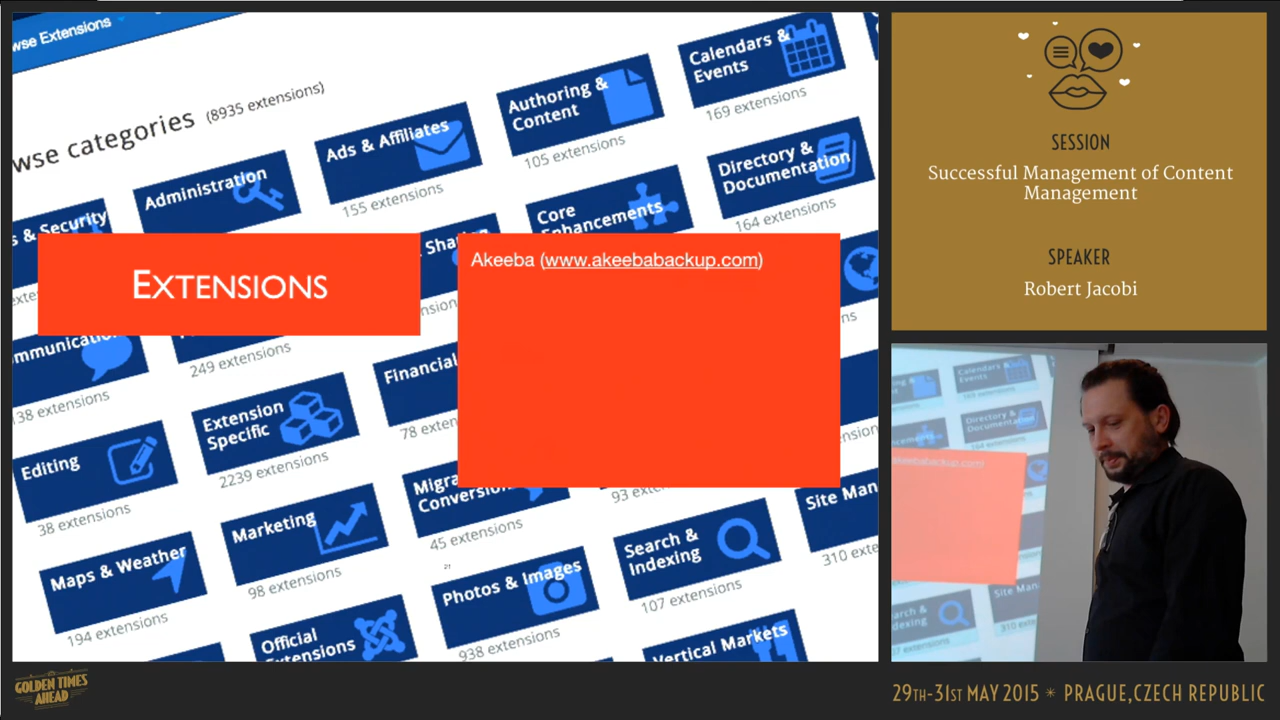 wse Extensions
wse categories (8935 extensions)
Calendars &
Events
169 extensions
Authoring &
Content
105 extensions
Ads & Affiliates
155 extensions
Administration
Directory &
Documentation
164 extensions
Core
Enhancements
s & Security
EXTENSIONS
Akeeba (www.akeebabackup.com)
249 extensions
138 extensions
Extension
Specific
2239 extensions
Financial
78 exten
Editing
38 extensions
Marketing
98 extensions
Migra
Conversion
45 extensions
93 exte
Site Man
310 exte
Search &
Indexing
107 extensions
Maps & Weather
194 extensions
Photos & Images
938 extensions
Official
Extensions
Vertical Markets
SESSION
Successful Management of Content
Management
SPEAKER
Robert Jacobi
GOLDEN TIMES
AHEAD
29TH-31ST MAY 2015 * PRAGUE,CZECH REPUBLIC